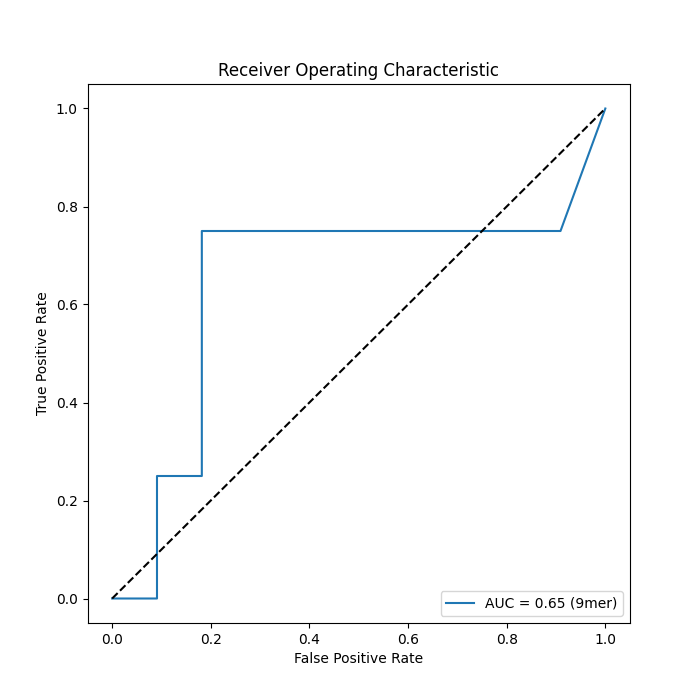 Receiver Operating Characteristic
True Positive Rate
1.0
0.8
0.6
0.4
0.2
0.0
0.0 0.2 0.4 0.6 0.8 1.0
False Positive Rate
AUC = 0.65 (9mer)